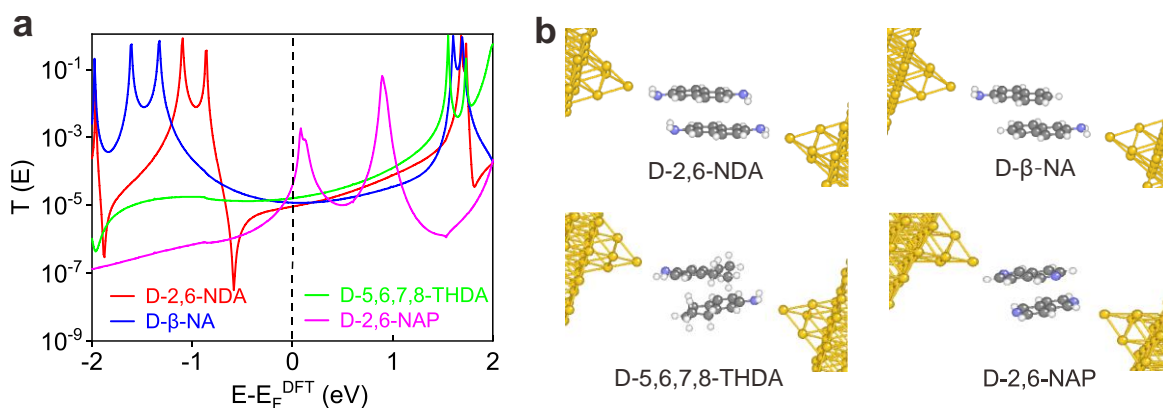 a
b
T (E)
10⁻¹
10⁻³
10⁻⁵
10⁻⁷
10⁻⁹
D-2,6-NDA
D-β-NA
D-5,6,7,8-THDA
D-2,6-NAP
-2
-1
0
1
2
E-E_F^DFT (eV)
D-2,6-NDA
D-β-NA
D-5,6,7,8-THDA
D-2,6-NAP